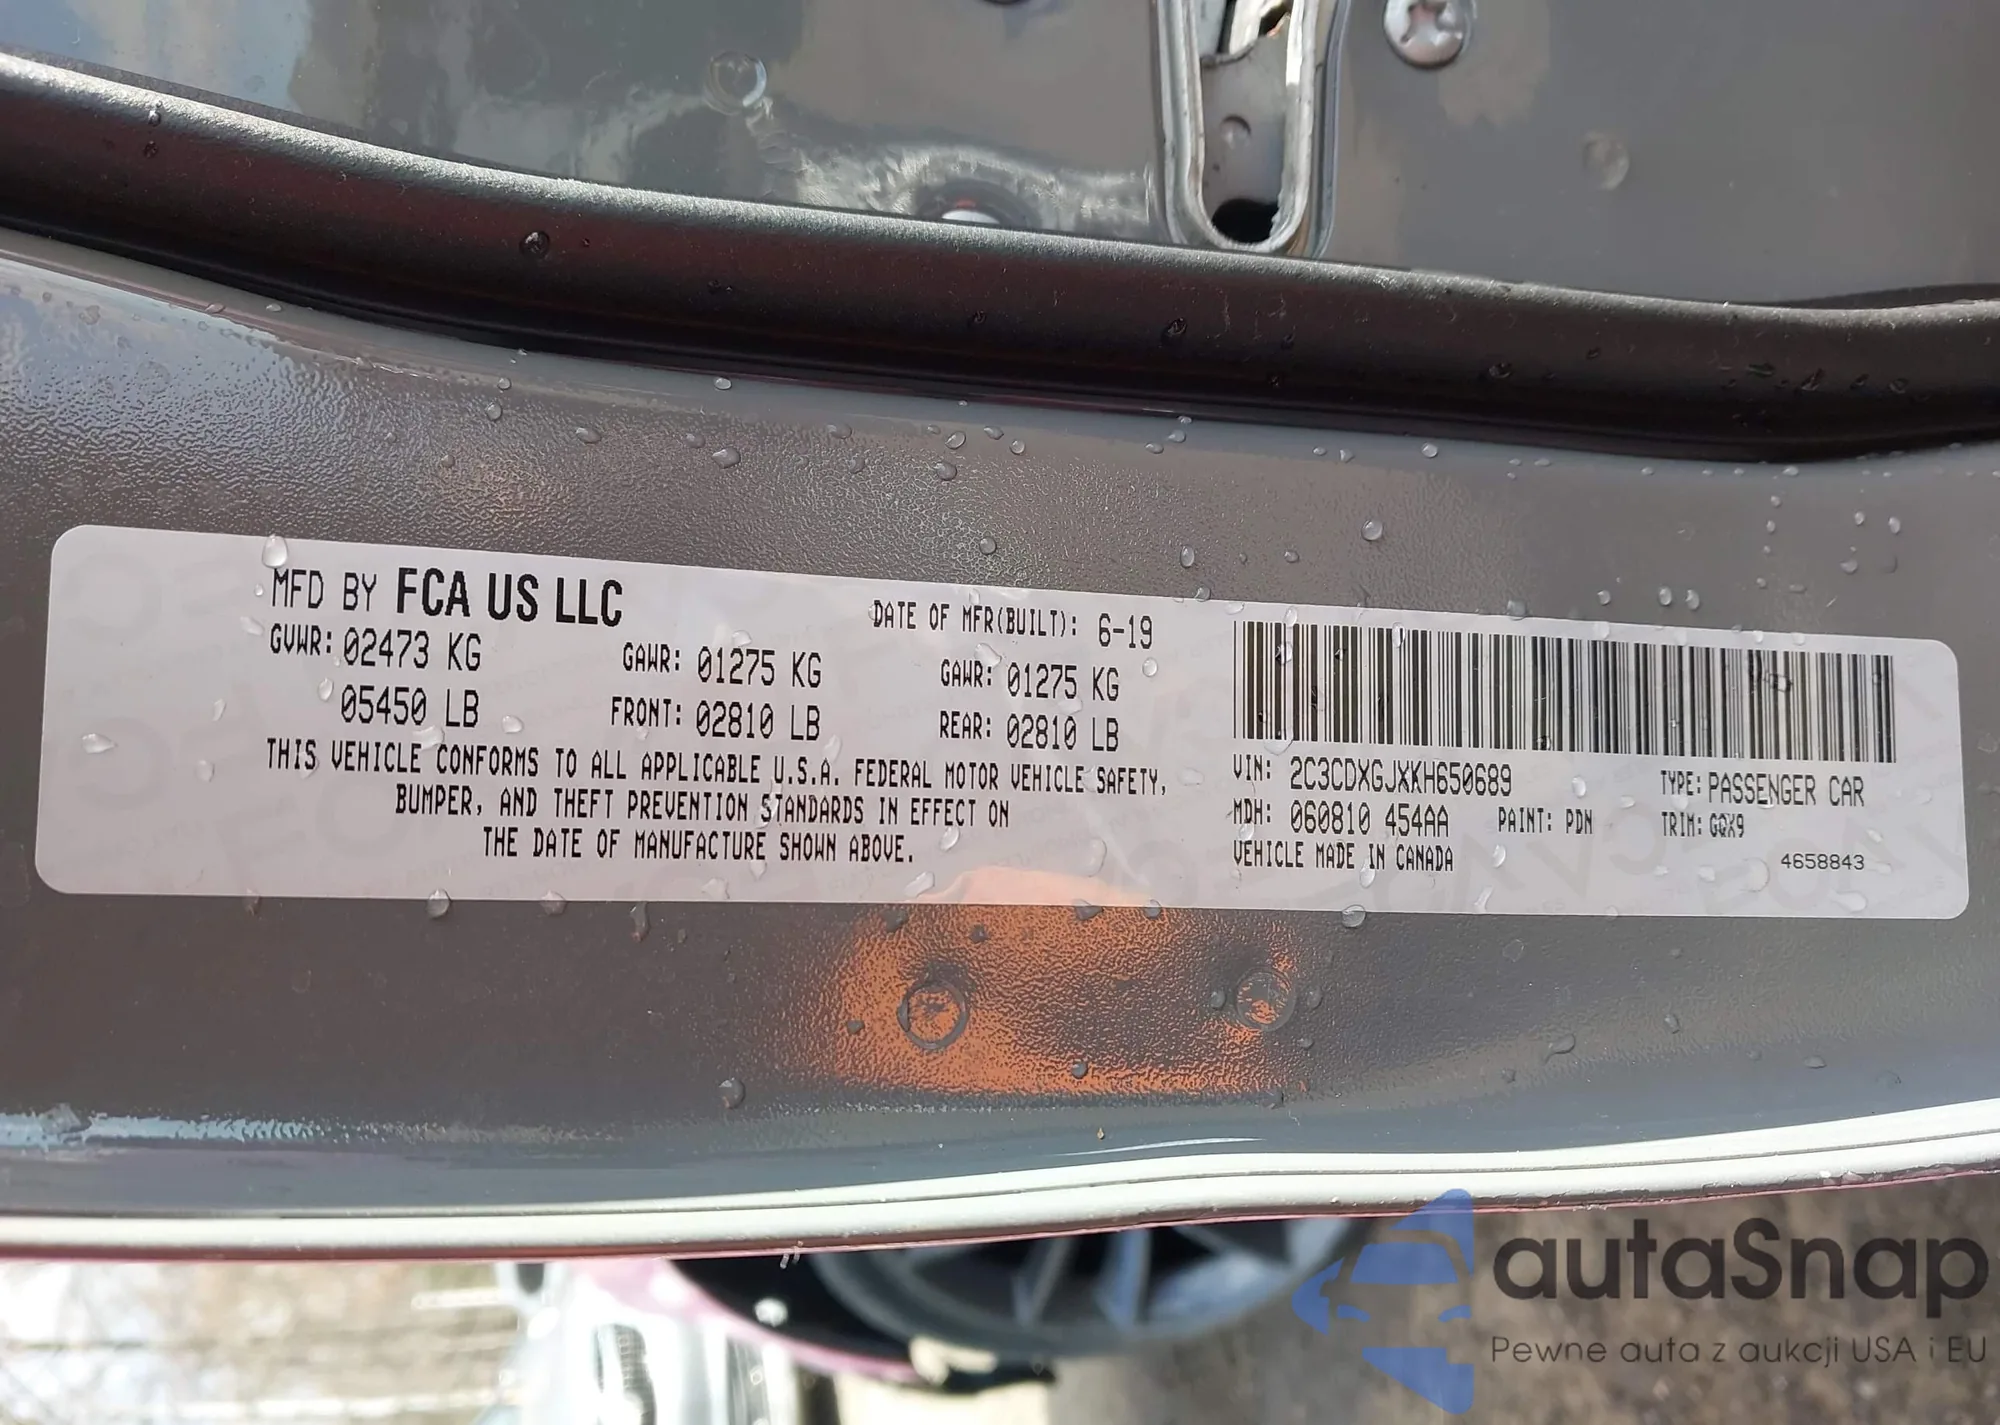 MFD BY FCA US LLC DATE OF MFR(BUILT): 6-19
GVWR: 02473 KG GAWR: 01275 KG GAWR: 01275 KG
05450 LB FRONT: 02810 LB REAR: 02810 LB
THIS VEHICLE CONFORMS TO ALL APPLICABLE U.S.A. FEDERAL MOTOR VEHICLE SAFETY,
BUMPER, AND THEFT PREVENTION STANDARDS IN EFFECT ON
THE DATE OF MANUFACTURE SHOWN ABOVE.
VIN: 2C3CDXGJXKH650689 TYPE: PASSENGER CAR
MDH: 060810 454AA PAINT: PDN TRIM: GQX9
VEHICLE MADE IN CANADA 4658843
autaSnap
Pewne auta z aukcji USA i EU